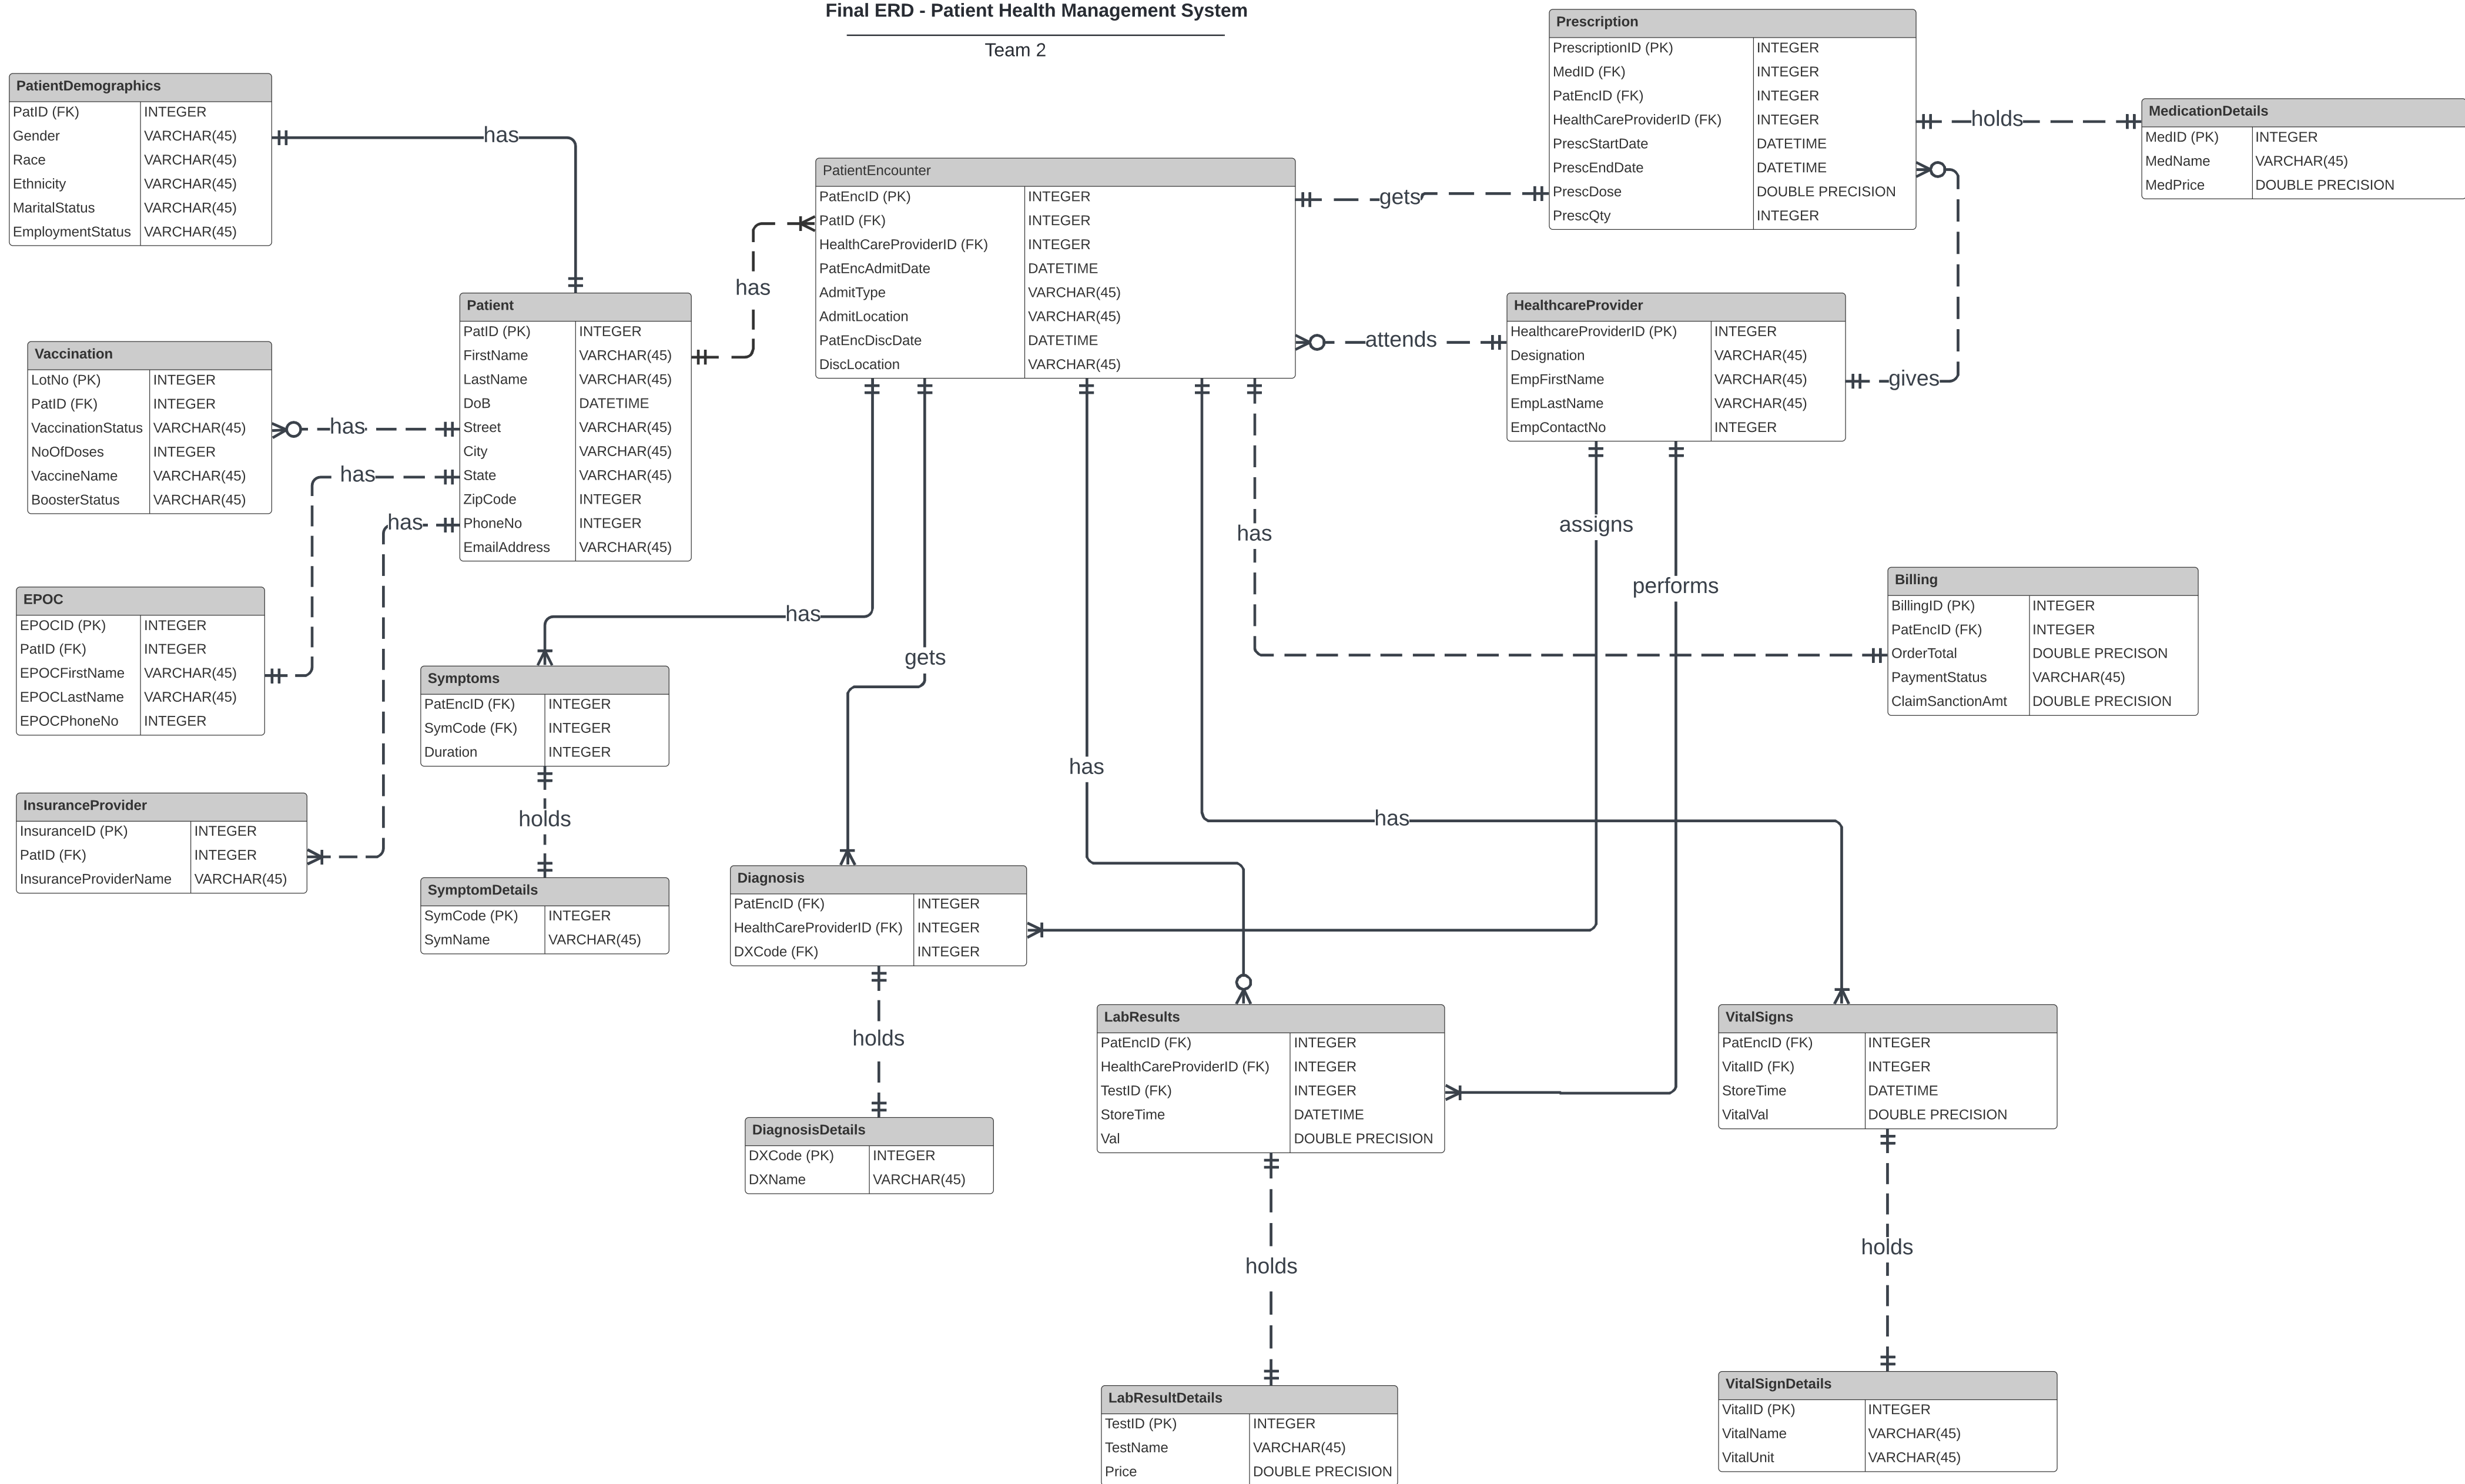 Final ERD - Patient Health Management System
Team 2
PatientDemographics
PatID (FK) INTEGER
Gender VARCHAR(45)
Race VARCHAR(45)
Ethnicity VARCHAR(45)
MaritalStatus VARCHAR(45)
EmploymentStatus VARCHAR(45)
has
Patient
PatID (PK) INTEGER
FirstName VARCHAR(45)
LastName VARCHAR(45)
DoB DATETIME
Street VARCHAR(45)
City VARCHAR(45)
State VARCHAR(45)
ZipCode INTEGER
PhoneNo INTEGER
EmailAddress VARCHAR(45)
Vaccination
LotNo (PK) INTEGER
PatID (FK) INTEGER
VaccinationStatus VARCHAR(45)
NoOfDoses INTEGER
VaccineName VARCHAR(45)
BoosterStatus VARCHAR(45)
has
has
has
EPOC
EPOCID (PK) INTEGER
PatID (FK) INTEGER
EPOCFirstName VARCHAR(45)
EPOCLastName VARCHAR(45)
EPOCPhoneNo INTEGER
InsuranceProvider
InsuranceID (PK) INTEGER
PatID (FK) INTEGER
InsuranceProviderName VARCHAR(45)
has
PatientEncounter
PatEncID (PK) INTEGER
PatID (FK) INTEGER
HealthCareProviderID (FK) INTEGER
PatEncAdmitDate DATETIME
AdmitType VARCHAR(45)
AdmitLocation VARCHAR(45)
PatEncDiscDate DATETIME
DiscLocation VARCHAR(45)
gets
Prescription
PrescriptionID (PK) INTEGER
MedID (FK) INTEGER
PatEncID (FK) INTEGER
HealthCareProviderID (FK) INTEGER
PrescStartDate DATETIME
PrescEndDate DATETIME
PrescDose DOUBLE PRECISION
PrescQty INTEGER
holds
MedicationDetails
MedID (PK) INTEGER
MedName VARCHAR(45)
MedPrice DOUBLE PRECISION
attends
HealthcareProvider
HealthcareProviderID (PK) INTEGER
Designation VARCHAR(45)
EmpFirstName VARCHAR(45)
EmpLastName VARCHAR(45)
EmpContactNo INTEGER
gives
assigns
has
performs
Billing
BillingID (PK) INTEGER
PatEncID (FK) INTEGER
OrderTotal DOUBLE PRECISON
PaymentStatus VARCHAR(45)
ClaimSanctionAmt DOUBLE PRECISION
has
gets
Symptoms
PatEncID (FK) INTEGER
SymCode (FK) INTEGER
Duration INTEGER
holds
SymptomDetails
SymCode (PK) INTEGER
SymName VARCHAR(45)
has
has
Diagnosis
PatEncID (FK) INTEGER
HealthCareProviderID (FK) INTEGER
DXCode (FK) INTEGER
holds
DiagnosisDetails
DXCode (PK) INTEGER
DXName VARCHAR(45)
LabResults
PatEncID (FK) INTEGER
HealthCareProviderID (FK) INTEGER
TestID (FK) INTEGER
StoreTime DATETIME
Val DOUBLE PRECISION
holds
LabResultDetails
TestID (PK) INTEGER
TestName VARCHAR(45)
Price DOUBLE PRECISION
VitalSigns
PatEncID (FK) INTEGER
VitalID (FK) INTEGER
StoreTime DATETIME
VitalVal DOUBLE PRECISION
holds
VitalSignDetails
VitalID (PK) INTEGER
VitalName VARCHAR(45)
VitalUnit VARCHAR(45)